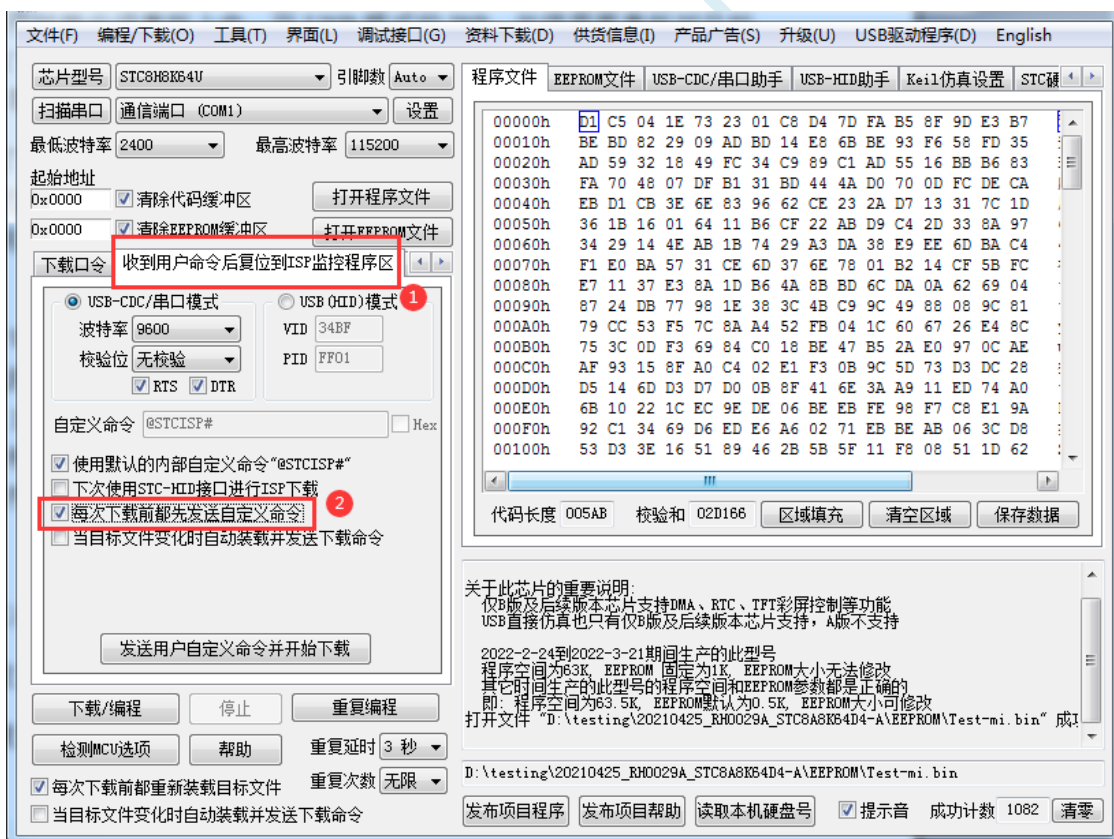 文件(F) 编程/下载(O) 工具(T) 界面(L) 调试接口(G) 资料下载(D) 供货信息(I) 产品广告(S) 升级(U) USB驱动程序(D) English
芯片型号 STC8H8K64U 引脚数 Auto
扫描串口 通信端口 (COM1) 设置
最低波特率 2400 最高波特率 115200
起始地址
0x0000 清除代码缓冲区 打开程序文件
0x0000 清除EEPROM缓冲区 打开EEPROM文件
下载口令 收到用户命令后复位到ISP监控程序区
1
USB-CDC/串口模式 USB(HID)模式
波特率 9600 VID 34BF
校验位 无校验 PID FF01
RTS DTR
自定义命令 @STCISP# Hex
使用默认的内部自定义命令"@STCISP#"
下次使用STC-HID接口进行ISP下载
每次下载前都先发送自定义命令
2
当目标文件变化时自动装载并发送下载命令
发送用户自定义命令并开始下载
下载/编程 停止 重复编程
检测MCU选项 帮助 重复延时 3 秒
每次下载前都重新装载目标文件 重复次数 无限
当目标文件变化时自动装载并发送下载命令
程序文件 EEPROM文件 USB-CDC/串口助手 USB-HID助手 Keil仿真设置 STC硬
00000h D1 C5 04 1E 73 23 01 C8 D4 7D FA B5 8F 9D E3 B7
00010h BE BD 82 29 09 AD BD 14 E8 6B BE 93 F6 58 FD 35
00020h AD 59 32 18 49 FC 34 C9 89 C1 AD 55 16 BB B6 83
00030h FA 70 48 07 DF B1 31 BD 44 4A D0 70 0D FC DE CA
00040h EB D1 CB 3E 6E 83 96 62 CE 23 2A D7 13 31 7C 1D
00050h 36 1B 16 01 64 11 B6 CF 22 AB D9 C4 2D 33 8A 97
00060h 34 29 14 4E AB 1B 74 29 A3 DA 38 E9 EE 6D BA C4
00070h F1 E0 BA 57 31 CE 6D 37 6E 78 01 B2 14 CF 5B FC
00080h E7 11 37 E3 8A 1D B6 4A 8B BD 6C DA 0A 62 69 04
00090h 87 24 DB 77 98 1E 38 3C 4B C9 9C 49 88 08 9C 81
000A0h 79 CC 53 F5 7C 8A A4 52 FB 04 1C 60 67 26 E4 8C
000B0h 75 3C 0D F3 69 84 C0 18 BE 47 B5 2A E0 97 0C AE
000C0h AF 93 15 8F A0 C4 02 E1 F3 0B 9C 5D 73 D3 DC 28
000D0h D5 14 6D D3 D7 D0 0B 8F 41 6E 3A A9 11 ED 74 A0
000E0h 6B 10 22 1C EC 9E DE 06 BE EB FE 98 F7 C8 E1 9A
000F0h 92 C1 34 69 D6 ED E6 A6 02 71 EB BE AB 06 3C D8
00100h 53 D3 3E 16 51 89 46 2B 5B 5F 11 F8 08 51 1D 62
代码长度 005AB 校验和 02D166 区域填充 清空区域 保存数据
关于此芯片的重要说明:
仅B版及后续版本芯片支持DMA、RTC、TFT彩屏控制等功能
USB直接仿真也只有仅B版及后续版本芯片支持，A版不支持
2022-2-24到2022-3-21期间生产的此型号
程序空间为63K, EEPROM 固定为1K, EEPROM大小无法修改
其它时间生产的此型号的程序空间和EEPROM参数都是正确的
即: 程序空间为63.5K, EEPROM默认为0.5K, EEPROM大小可修改
打开文件 "D:\testing\20210425_RH0029A_STC8A8K64D4-A\EEPROM\Test-mi.bin" 成功
D:\testing\20210425_RH0029A_STC8A8K64D4-A\EEPROM\Test-mi.bin
发布项目程序 发布项目帮助 读取本机硬盘号 提示音 成功计数 1082 清零